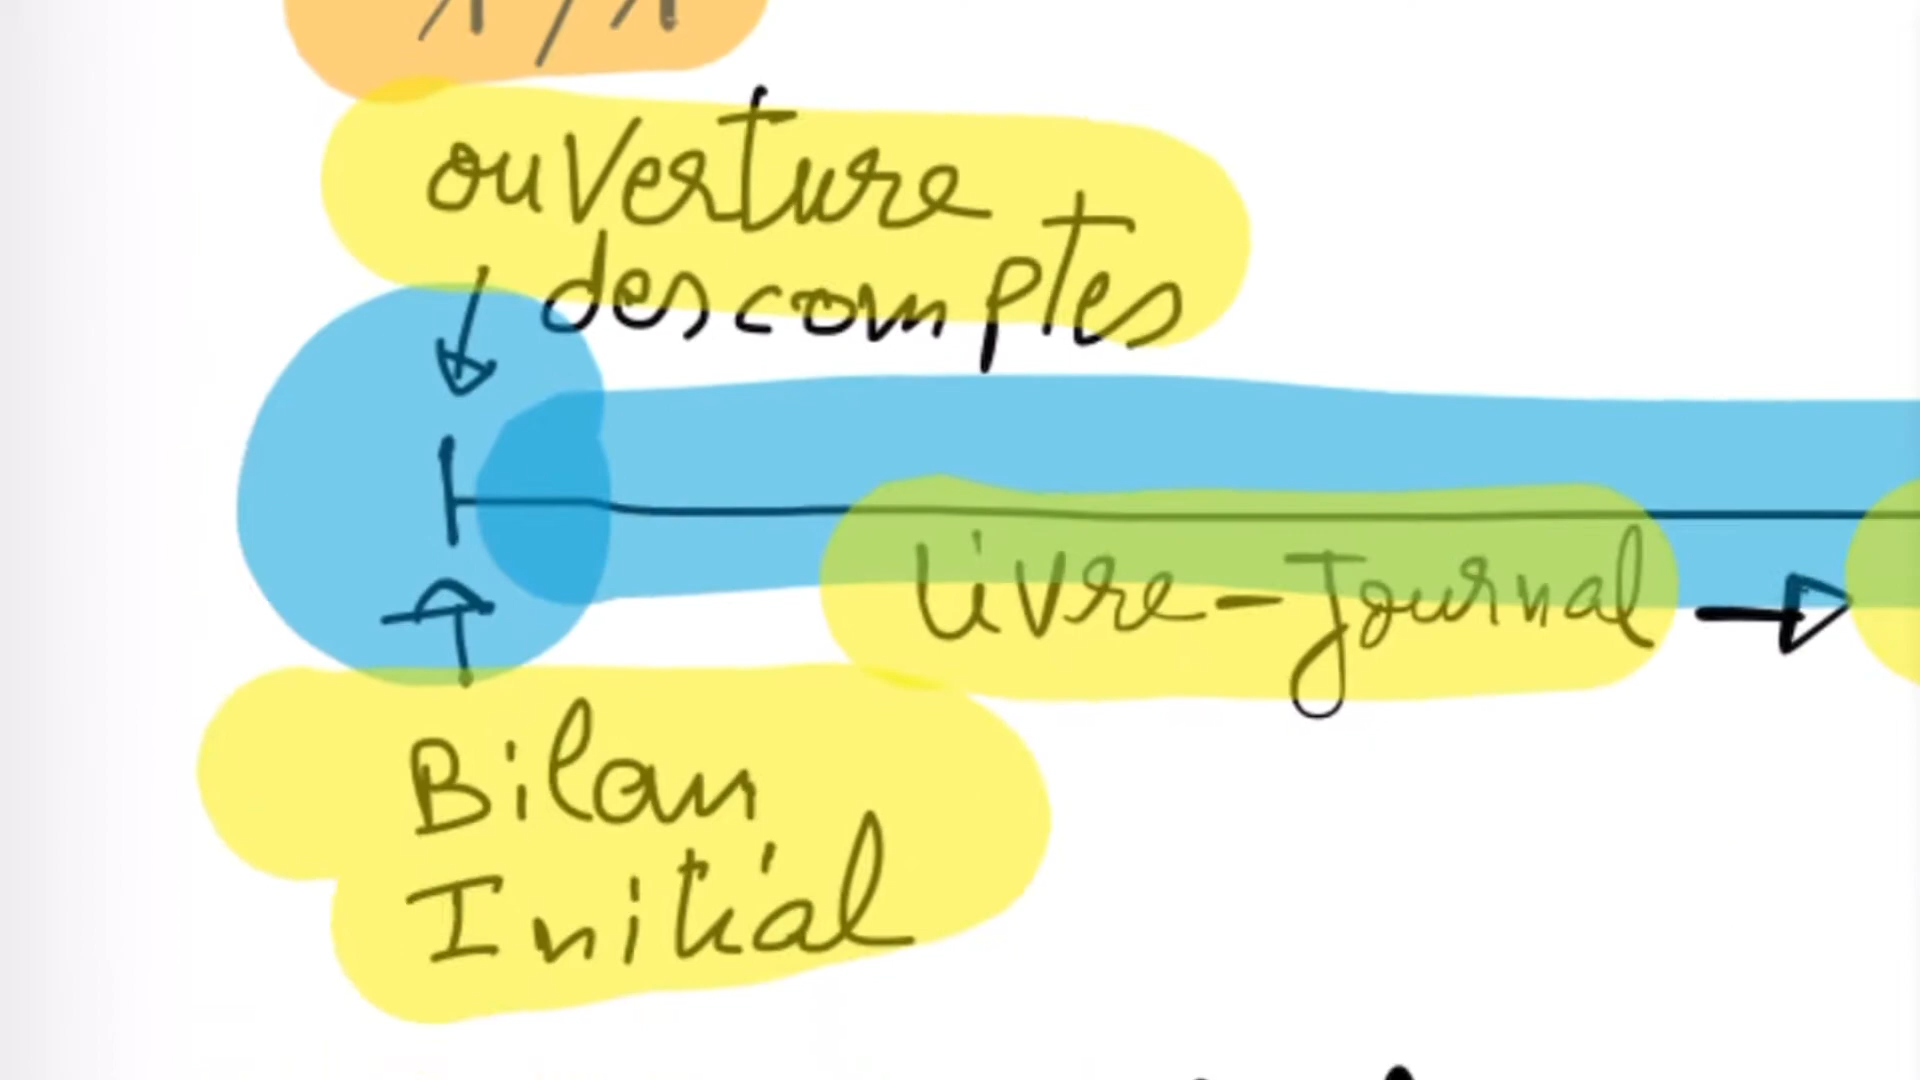 ouverture
des comptes
Livre-Journal
Bilan
Initial